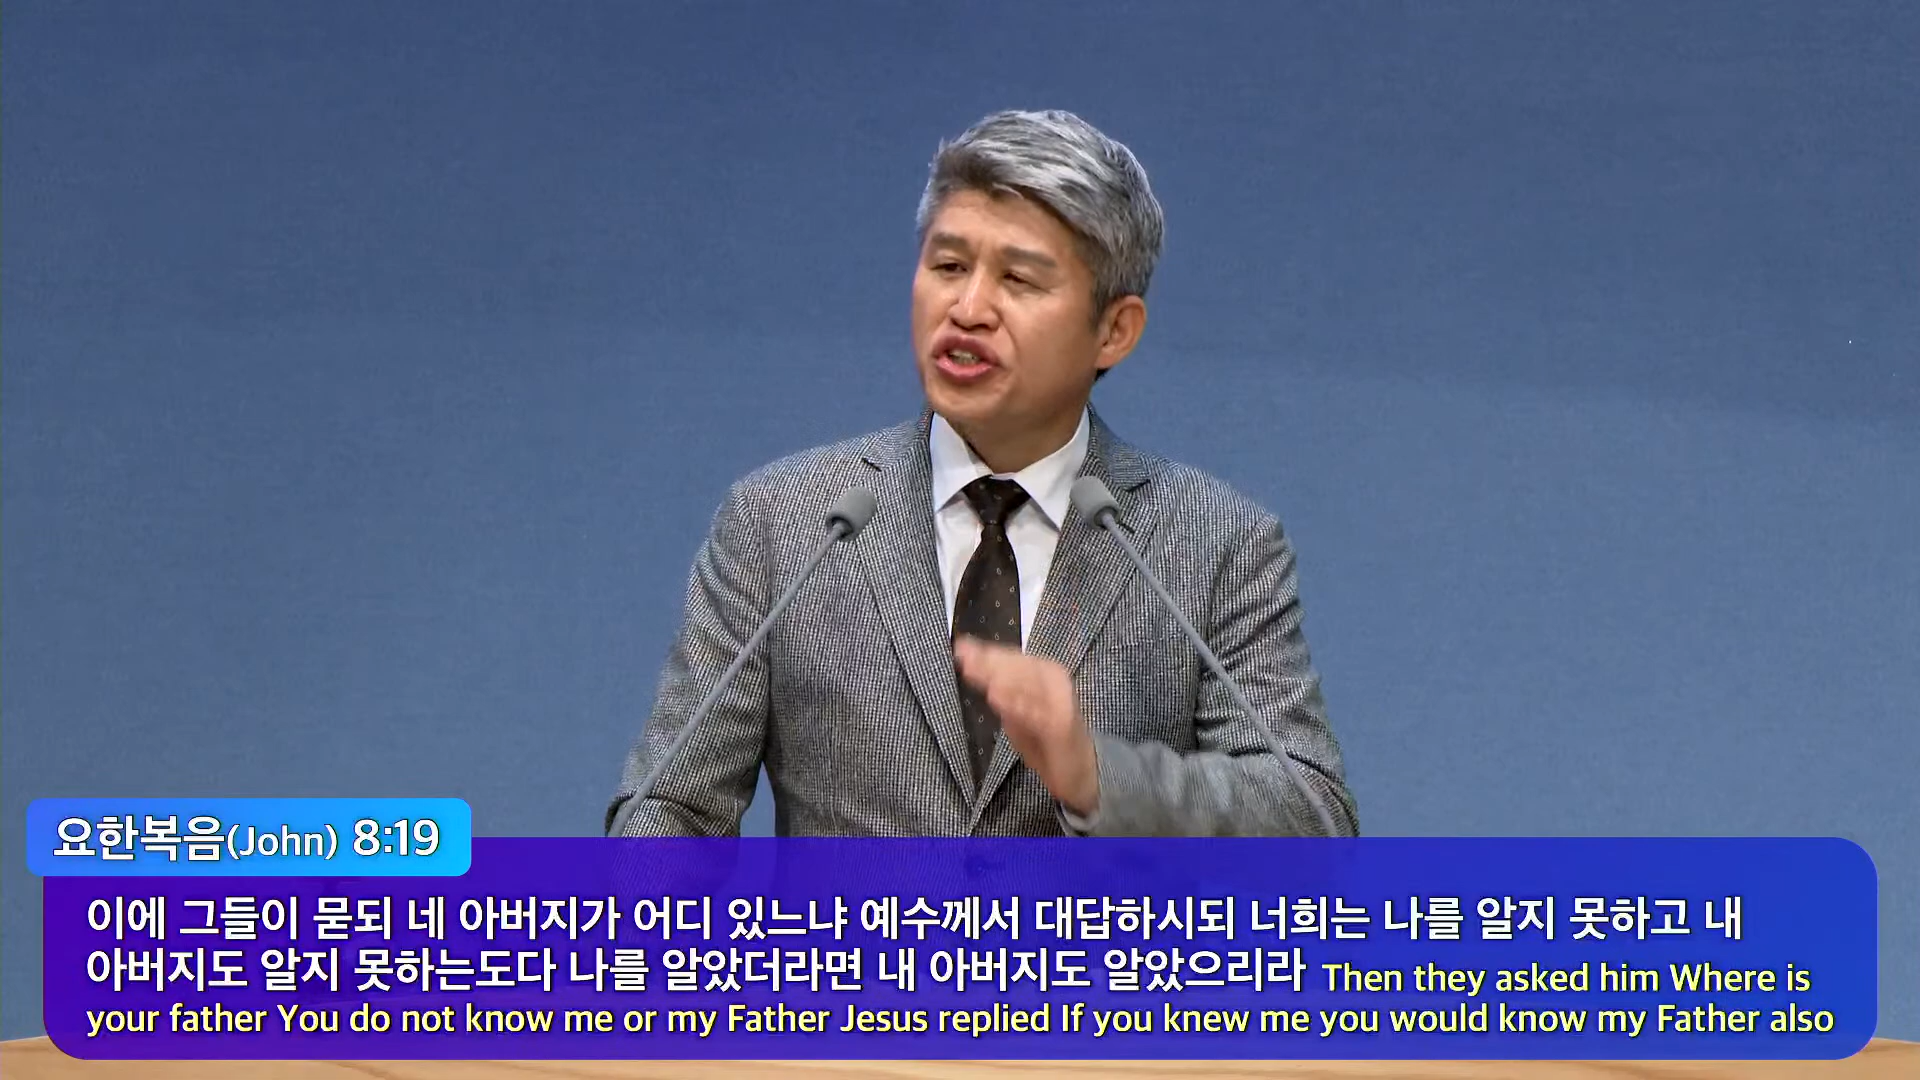 요한복음(John) 8:19
이에 그들이 묻되 네 아버지가 어디 있느냐 예수께서 대답하시되 너희는 나를 알지 못하고 내
아버지도 알지 못하는도다 나를 알았더라면 내 아버지도 알았으리라 Then they asked him Where is
your father You do not know me or my Father Jesus replied If you knew me you would know my Father also